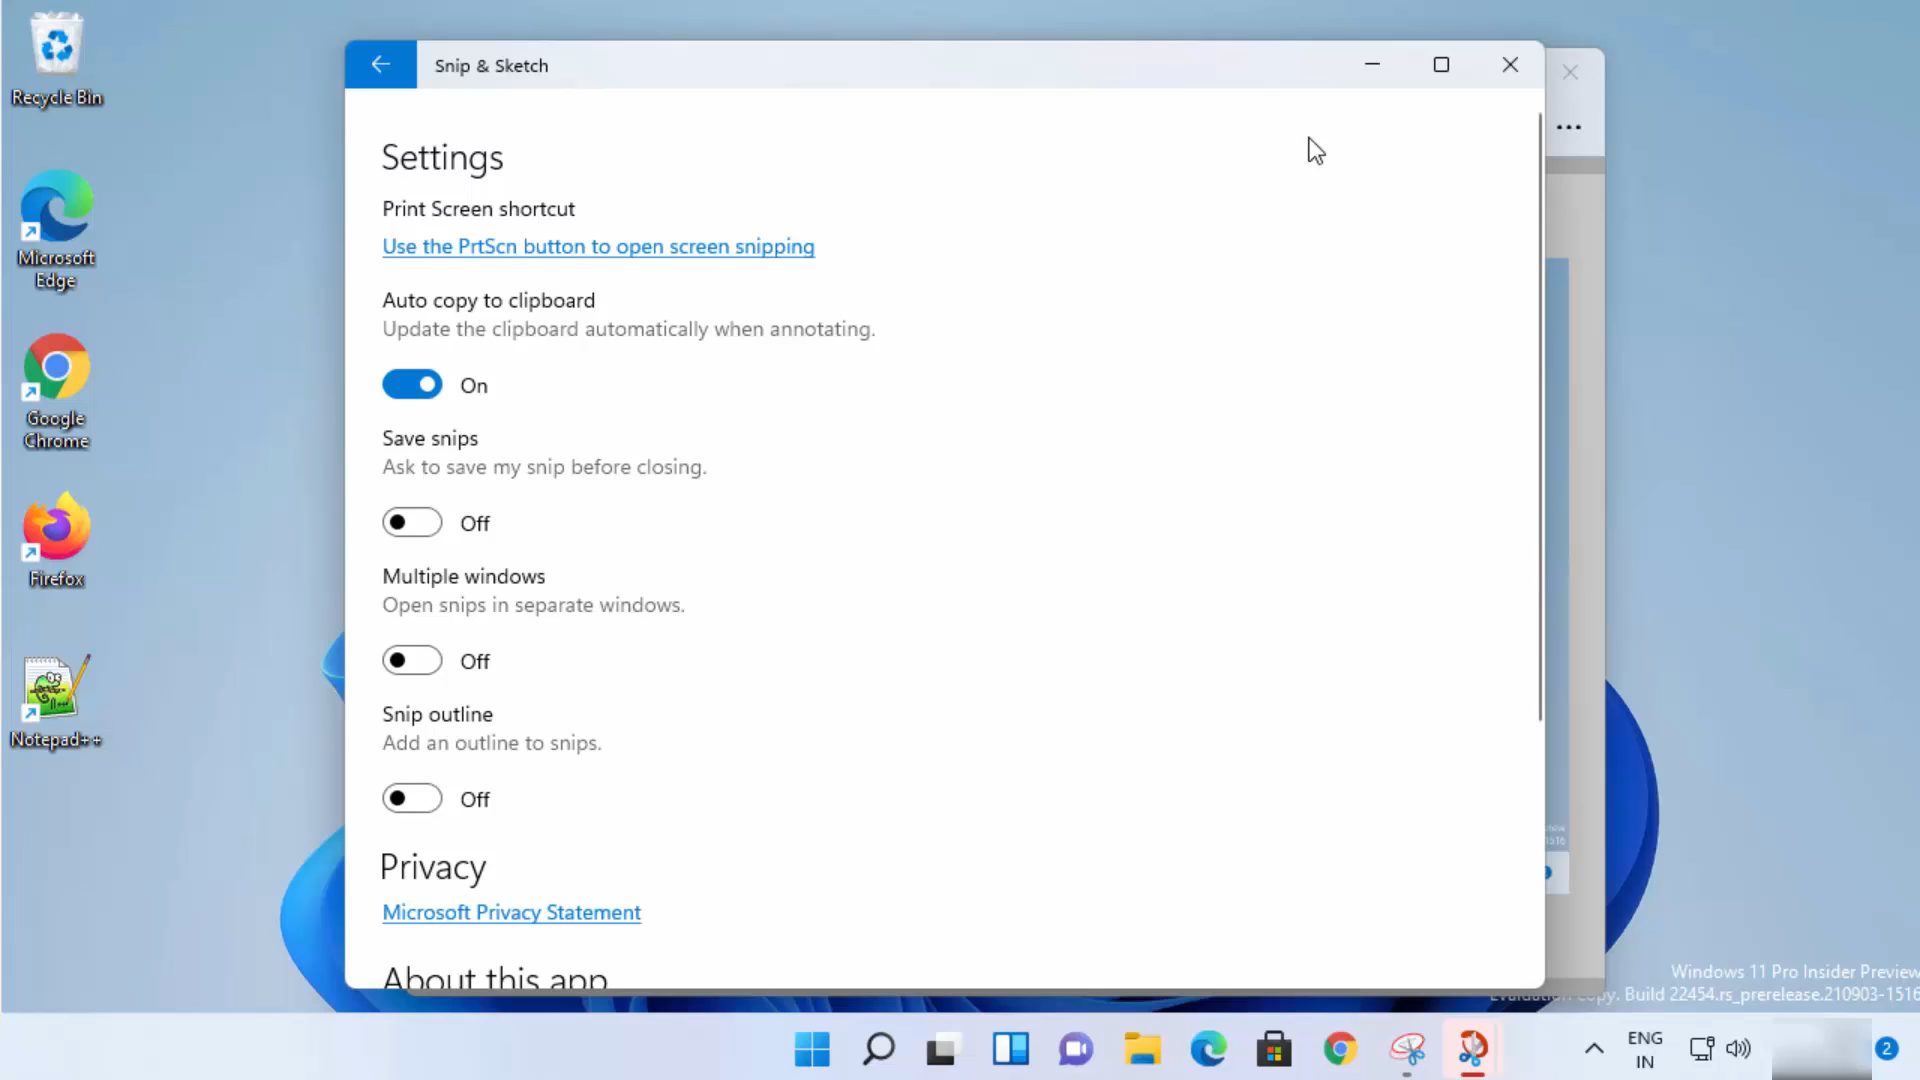 Recycle Bin
Microsoft
Edge
Google
Chrome
Firefox
Notepad++
Snip & Sketch
Settings
Print Screen shortcut
Use the PrtScn button to open screen snipping
Auto copy to clipboard
Update the clipboard automatically when annotating.
On
Save snips
Ask to save my snip before closing.
Off
Multiple windows
Open snips in separate windows.
Off
Snip outline
Add an outline to snips.
Off
Privacy
Microsoft Privacy Statement
About this app
Windows 11 Pro Insider Preview
Evaluation copy. Build 22454.rs_prerelease.210903-1516
ENG
IN
2